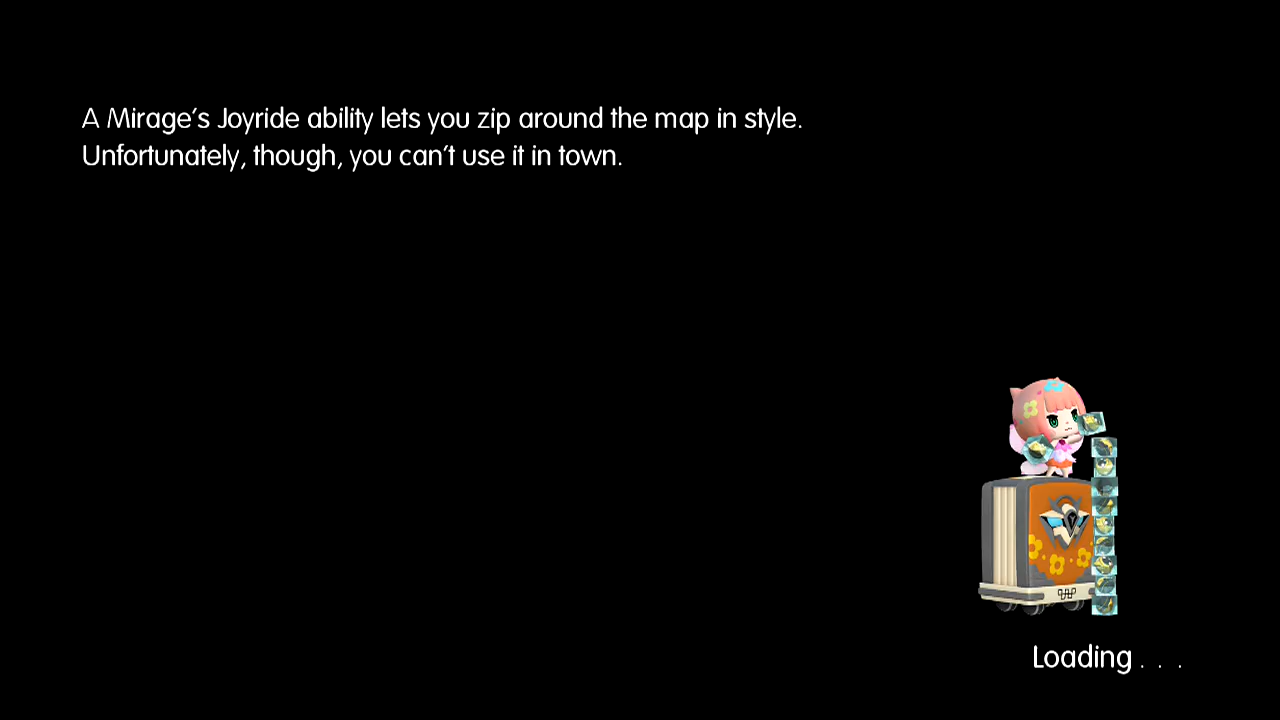 A Mirage's Joyride ability lets you zip around the map in style.
Unfortunately, though, you can't use it in town.
Loading . . .